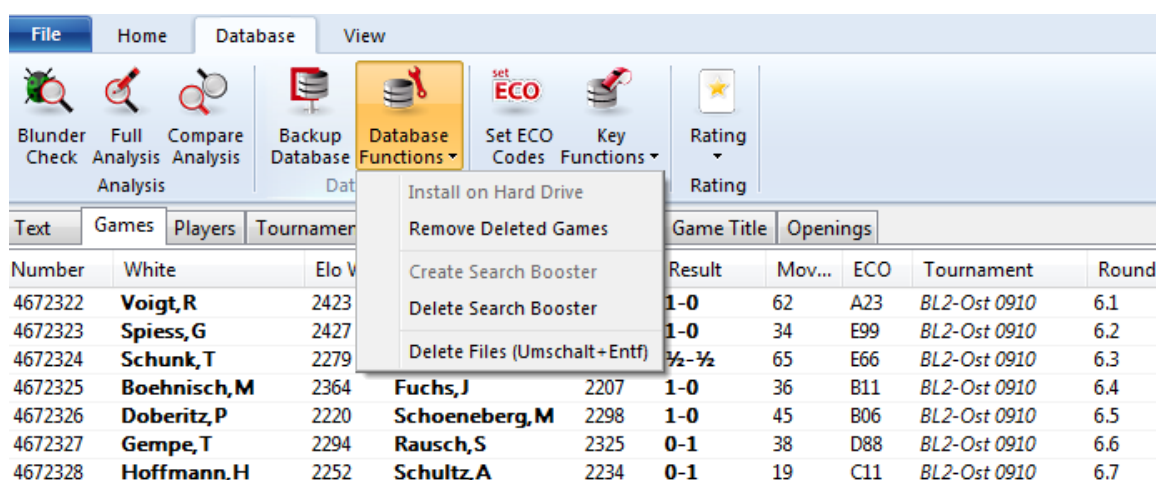 File Home Database View
set
ECO
Blunder Full Compare Backup Database Set ECO Key Rating
Check Analysis Analysis Database Functions Codes Functions
Analysis Dat Rating
Install on Hard Drive
Remove Deleted Games
Create Search Booster
Delete Search Booster
Delete Files (Umschalt+Entf)
Text Games Players Tournamen Game Title Openings
Number White Elo W Result Mov... ECO Tournament Round
4672322 Voigt,R 2423 1-0 62 A23 BL2-Ost 0910 6.1
4672323 Spiess,G 2427 1-0 34 E99 BL2-Ost 0910 6.2
4672324 Schunk,T 2279 ½-½ 65 E66 BL2-Ost 0910 6.3
4672325 Boehnisch,M 2364 Fuchs,J 2207 1-0 36 B11 BL2-Ost 0910 6.4
4672326 Doberitz,P 2220 Schoeneberg,M 2298 1-0 45 B06 BL2-Ost 0910 6.5
4672327 Gempe,T 2294 Rausch,S 2325 0-1 38 D88 BL2-Ost 0910 6.6
4672328 Hoffmann,H 2252 Schultz,A 2234 0-1 19 C11 BL2-Ost 0910 6.7